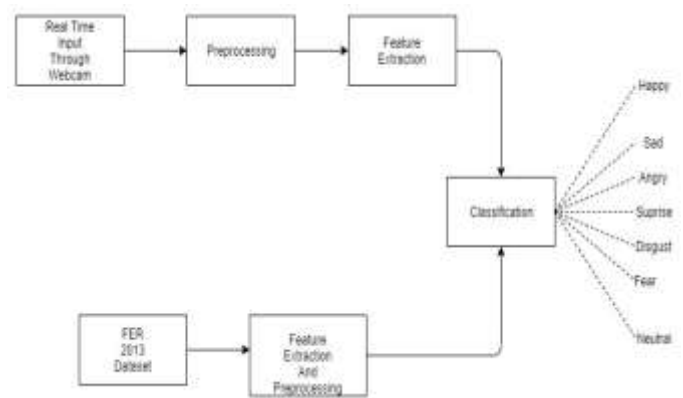 Real Time
Input
Through
Webcam
Preprocessing
Feature
Extraction
Happy
Sad
Angry
Classification
Suprise
Disgust
Fear
FER
2013
Dateset
Feature
Extraction
And
Preprocessing
Neutral